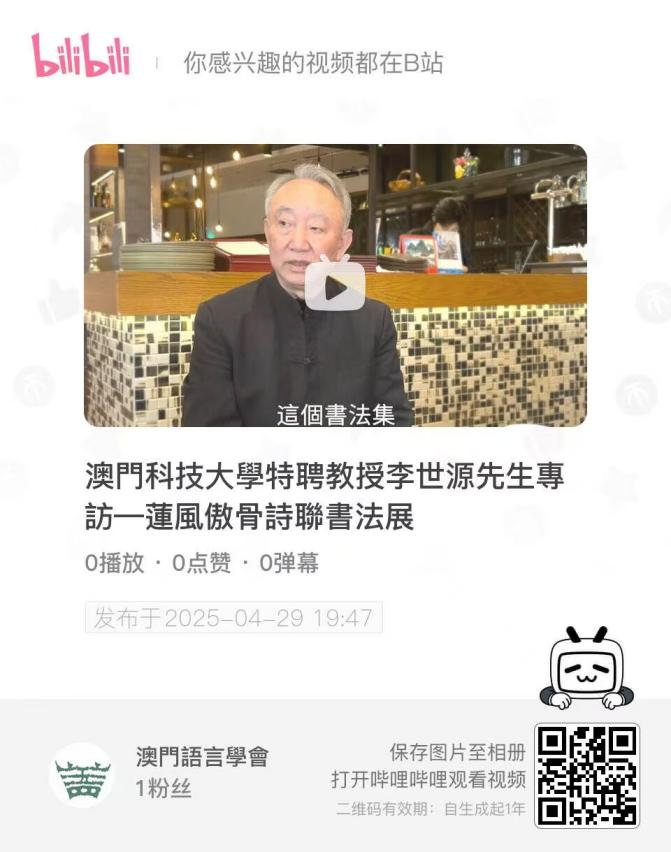 bilibili
你感兴趣的视频都在B站
這個書法集
澳門科技大學特聘教授李世源先生專
訪—蓮風傲骨詩聯書法展
0播放 · 0点赞 · 0弹幕
发布于2025-04-29 19:47
澳門語言學會
1粉丝
保存图片至相册
打开哔哩哔哩观看视频
二维码有效期：自生成起1年